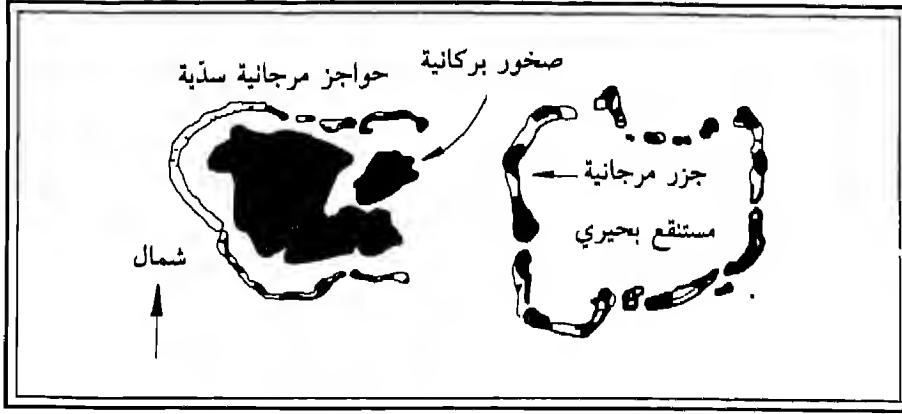 صخور بركانية
حواجز مرجانية سدّية
جزر مرجانية
مستنقع بحيري
شمال